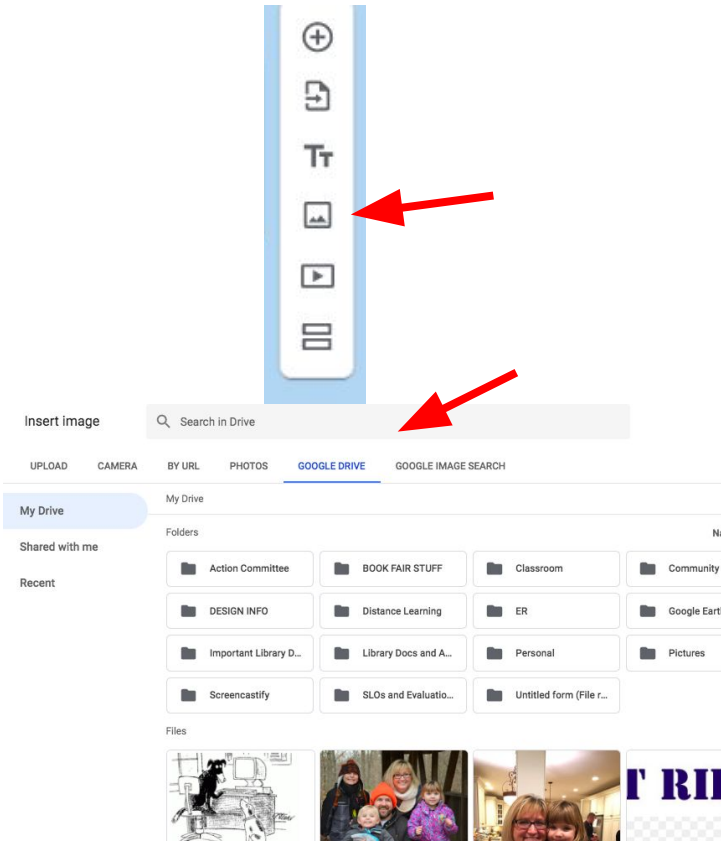 Tт
Insert image
Search in Drive
UPLOAD CAMERA BY URL PHOTOS GOOGLE DRIVE GOOGLE IMAGE SEARCH
My Drive
Shared with me
Recent
My Drive
Folders
Action Committee BOOK FAIR STUFF Classroom Community
DESIGN INFO Distance Learning ER Google Eart
Important Library D... Library Docs and A... Personal Pictures
Screencastify SLOs and Evaluatio... Untitled form (File r...
Files